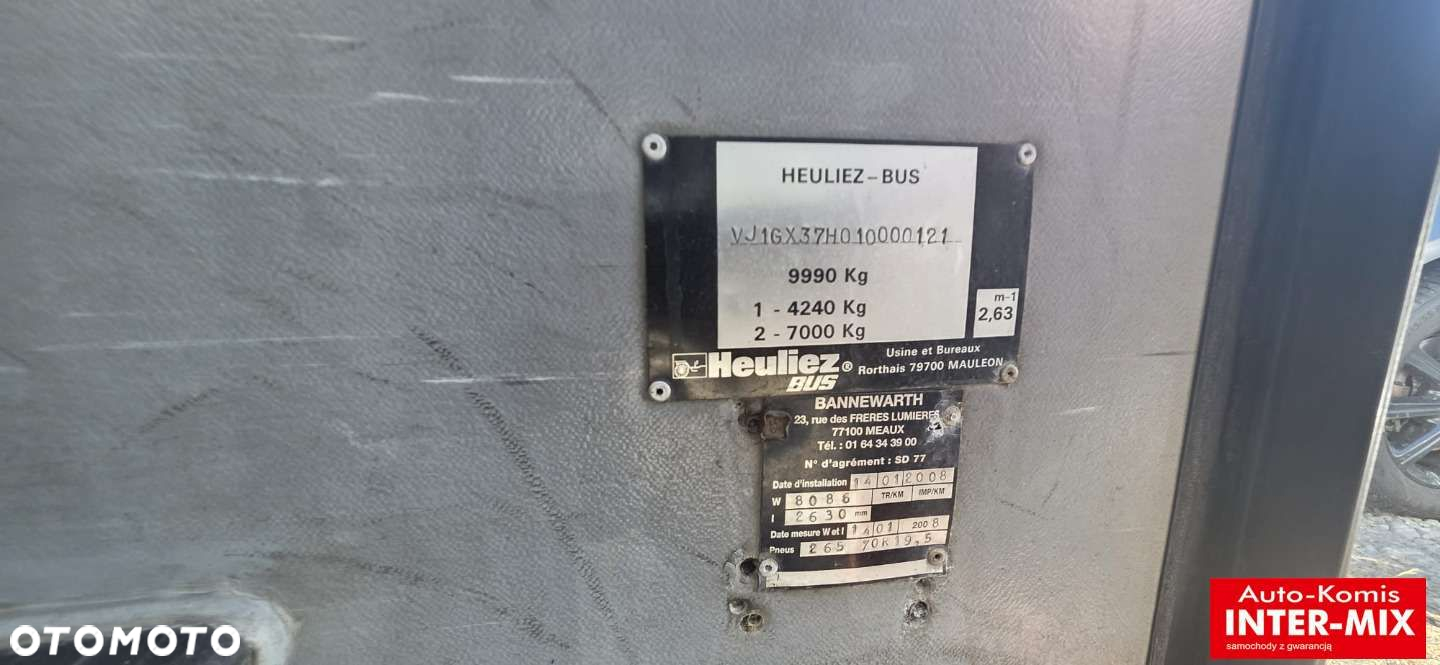 HEULIEZ-BUS
VJ1GX37H010000121
9990 Kg
1 - 4240 Kg
2 - 7000 Kg
m-1
2,63
Heuliez®
BUS
Usine et Bureaux
Rorthais 79700 MAULEON
BANNEWARTH
23, rue des FRERES LUMIERES
77100 MEAUX
Tél. : 01 64 34 39 00
N° d'agrément : SD 77
Date d'installation 14 01 2008
W 8086 TR/KM IMP/KM
I 2630 mm
Date mesure W et I 14 01 2008
Pneus 265 70R19,5
OTOMOTO
Auto-Komis
INTER-MIX
samochody z gwarancją